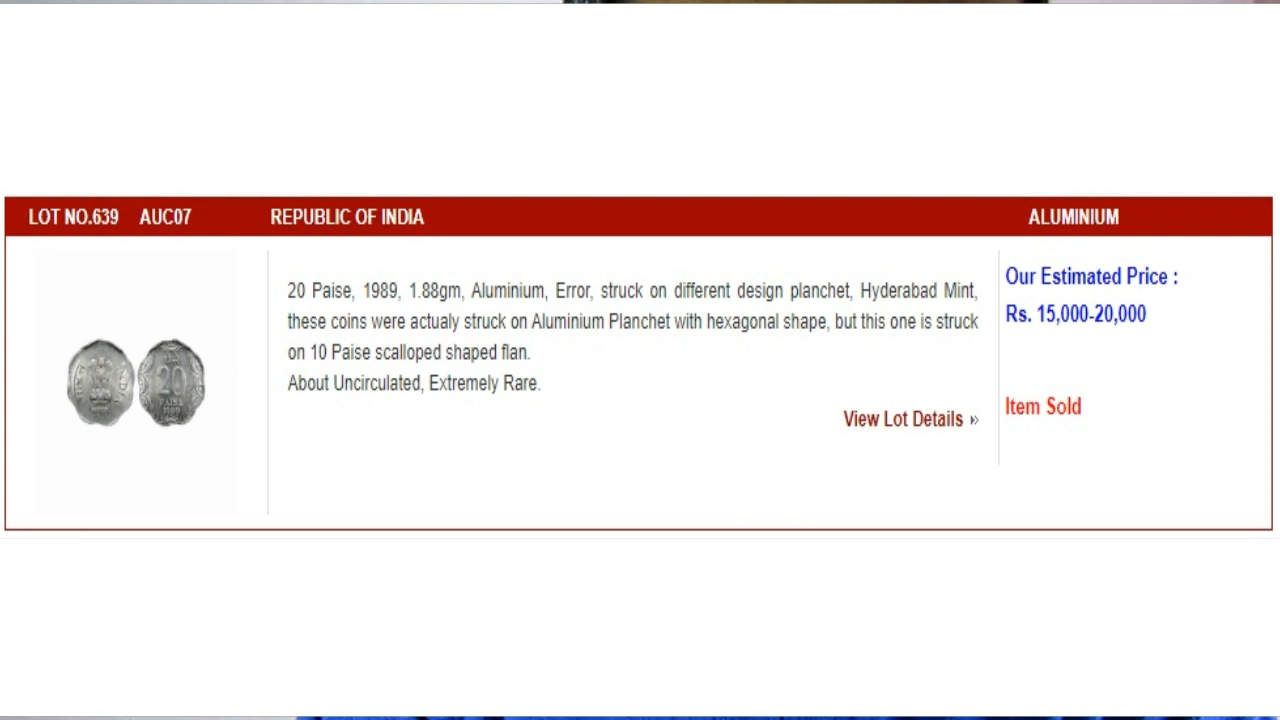 LOT NO.639 AUC07 REPUBLIC OF INDIA ALUMINIUM
20 Paise, 1989, 1.88gm, Aluminium, Error, struck on different design planchet, Hyderabad Mint,
these coins were actualy struck on Aluminium Planchet with hexagonal shape, but this one is struck
on 10 Paise scalloped shaped flan.
About Uncirculated, Extremely Rare.
View Lot Details »
Our Estimated Price :
Rs. 15,000-20,000
Item Sold
20
PAISE
1989